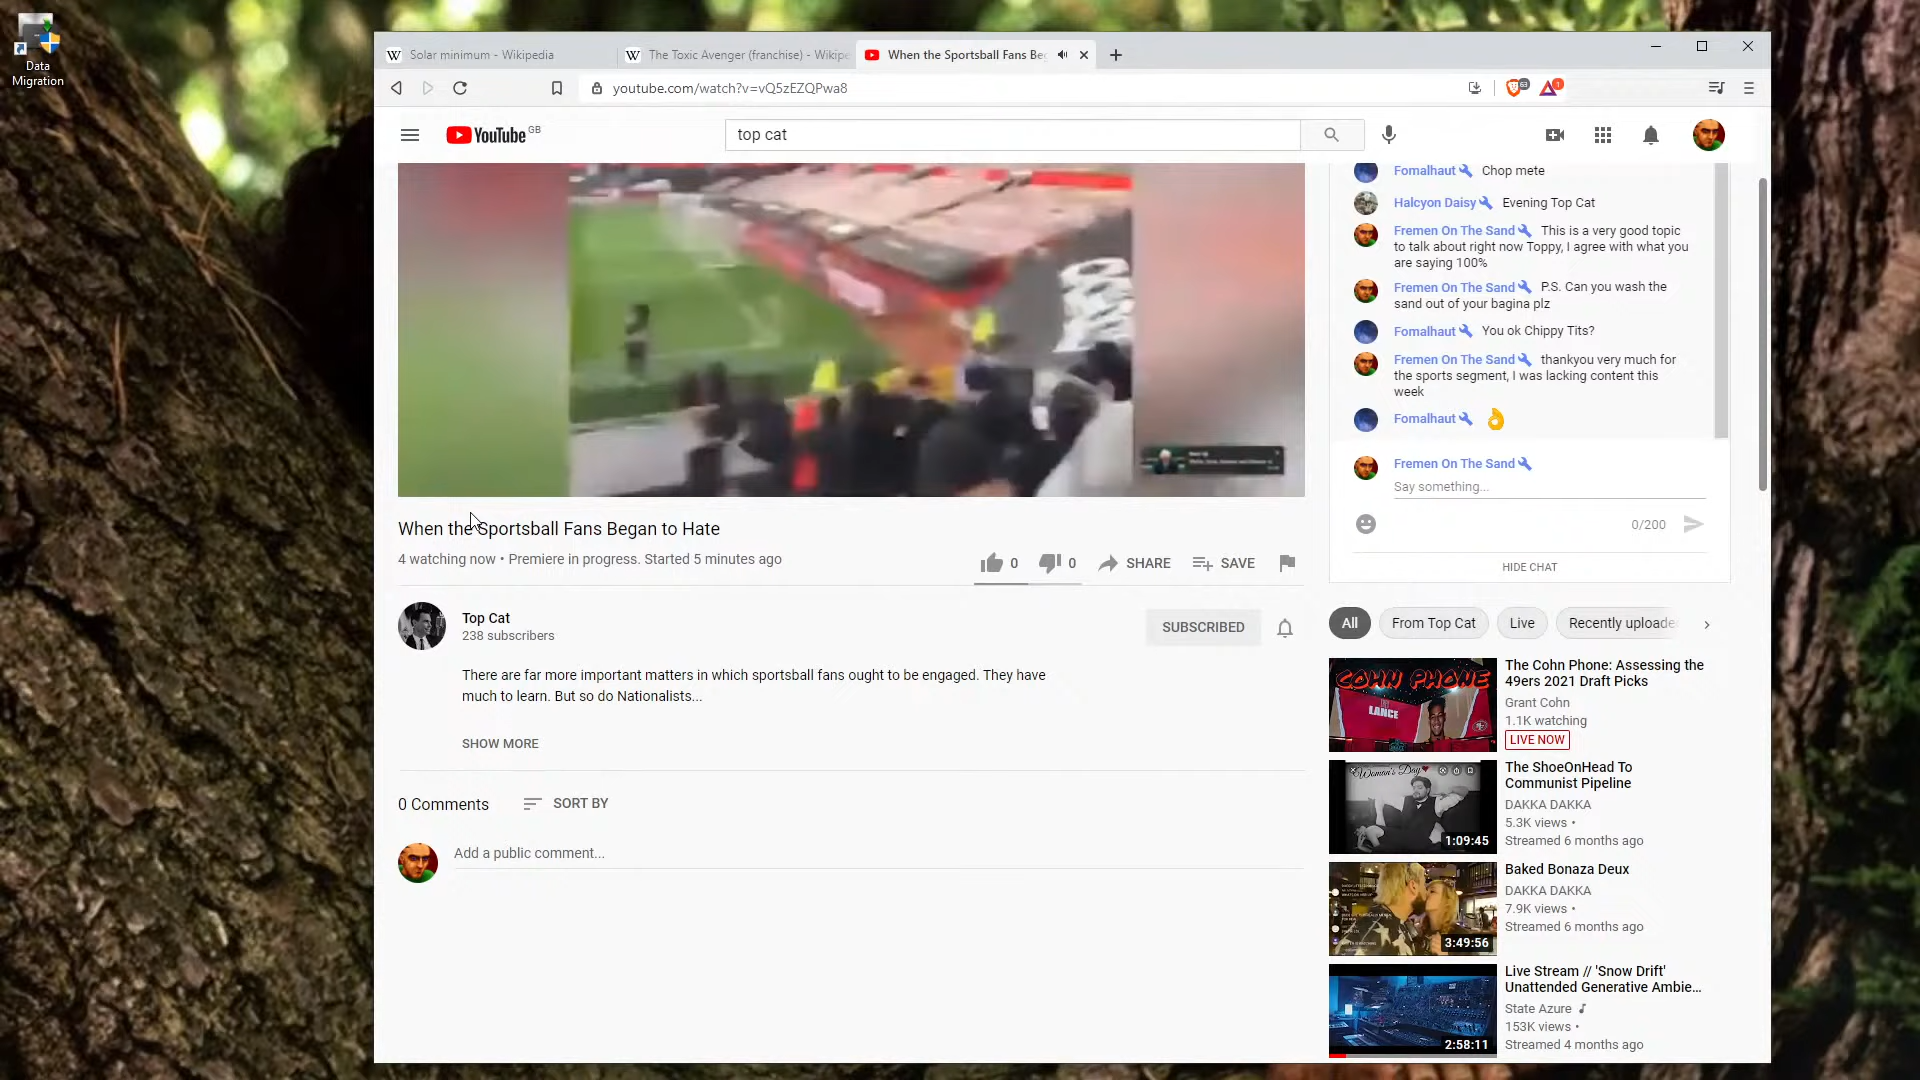 Data
Migration
Solar minimum - Wikipedia
The Toxic Avenger (franchise) - Wikipe
When the Sportsball Fans Be
youtube.com/watch?v=vQ5zEZQPwa8
63
1
YouTube GB
top cat
Fomalhaut Chop mete
Halcyon Daisy Evening Top Cat
Fremen On The Sand This is a very good topic
to talk about right now Toppy, I agree with what you
are saying 100%
Fremen On The Sand P.S. Can you wash the
sand out of your bagina plz
Fomalhaut You ok Chippy Tits?
Fremen On The Sand thankyou very much for
the sports segment, I was lacking content this
week
Fomalhaut 👌
Fremen On The Sand
Say something...
0/200
HIDE CHAT
When the Sportsball Fans Began to Hate
4 watching now • Premiere in progress. Started 5 minutes ago
0
0
SHARE
SAVE
Top Cat
238 subscribers
SUBSCRIBED
There are far more important matters in which sportsball fans ought to be engaged. They have
much to learn. But so do Nationalists...
SHOW MORE
0 Comments
SORT BY
Add a public comment...
All
From Top Cat
Live
Recently uploade
COHN PHONE
LANCE
The Cohn Phone: Assessing the
49ers 2021 Draft Picks
Grant Cohn
1.1K watching
LIVE NOW
Woman's Day
1:09:45
The ShoeOnHead To
Communist Pipeline
DAKKA DAKKA
5.3K views •
Streamed 6 months ago
3:49:56
Baked Bonaza Deux
DAKKA DAKKA
7.9K views •
Streamed 6 months ago
2:58:11
Live Stream // 'Snow Drift'
Unattended Generative Ambie...
State Azure
153K views •
Streamed 4 months ago